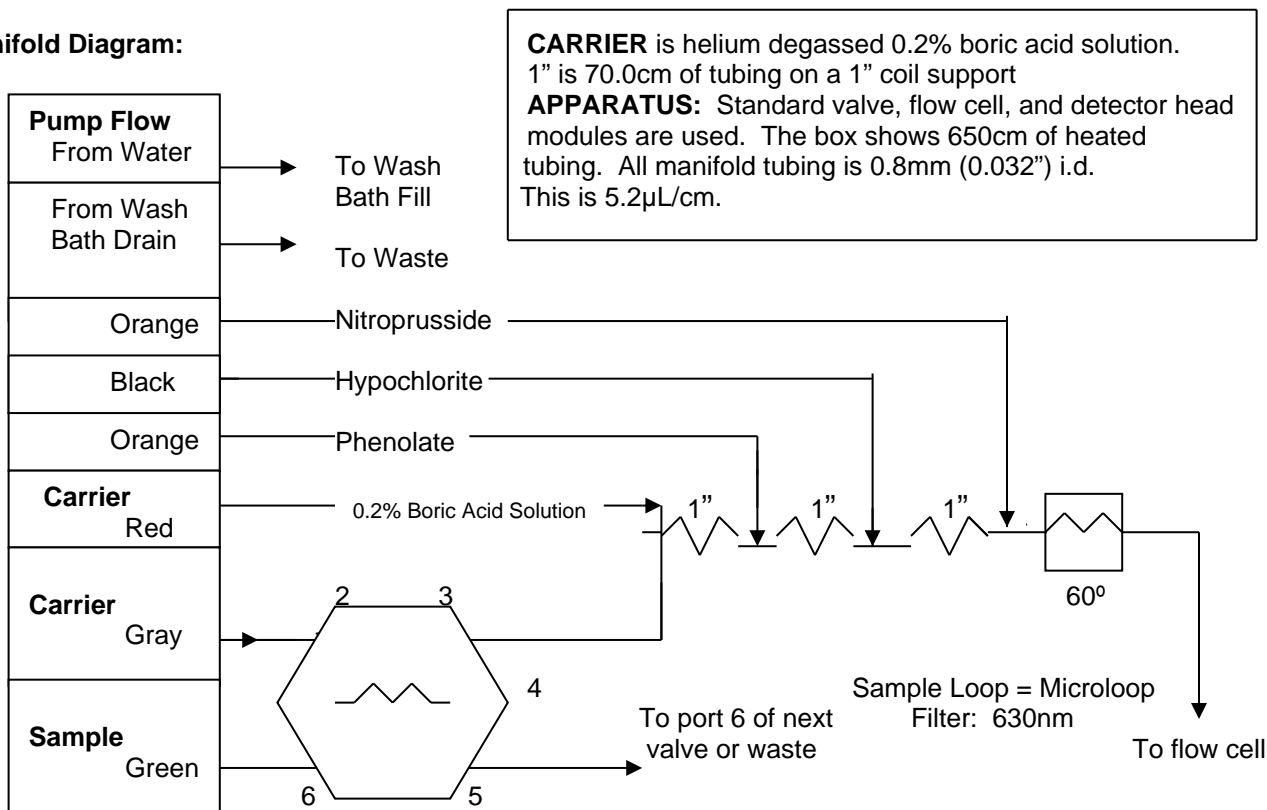 nifold Diagram:
CARRIER is helium degassed 0.2% boric acid solution.
1” is 70.0cm of tubing on a 1” coil support
APPARATUS: Standard valve, flow cell, and detector head
modules are used. The box shows 650cm of heated
tubing. All manifold tubing is 0.8mm (0.032”) i.d.
This is 5.2µL/cm.
Pump Flow
From Water
To Wash
Bath Fill
From Wash
Bath Drain
To Waste
Orange
Nitroprusside
Black
Hypochlorite
Orange
Phenolate
Carrier
Red
0.2% Boric Acid Solution
1”
1”
1”
60º
Carrier
Gray
2
3
4
Sample Loop = Microloop
Filter: 630nm
To port 6 of next
valve or waste
To flow cell
Sample
Green
6
5